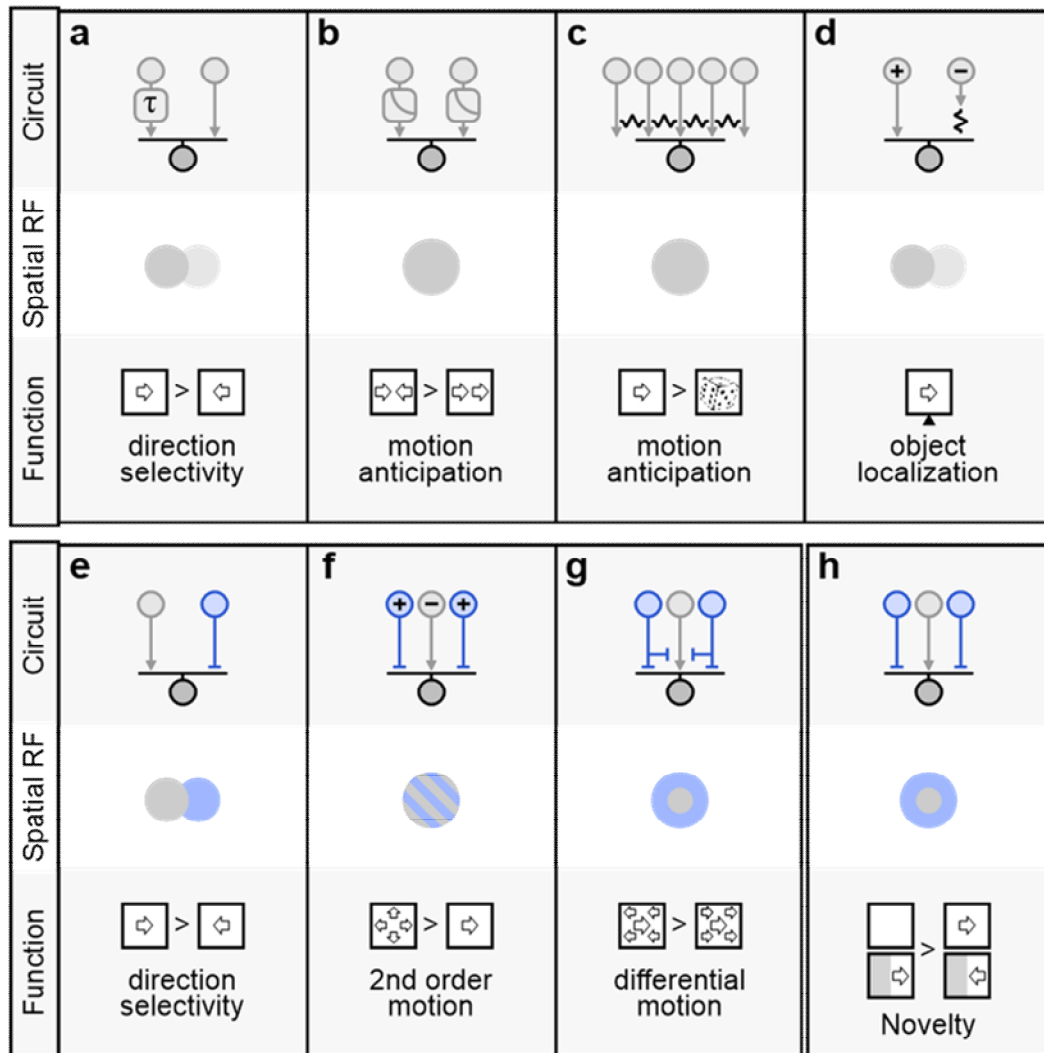 a
b
c
d
Circuit
τ
+
−
Spatial RF
Function
>
>
>
direction
selectivity
motion
anticipation
motion
anticipation
object
localization
e
f
g
h
Circuit
+ − +
Spatial RF
Function
>
>
>
>
direction
selectivity
2nd order
motion
differential
motion
Novelty